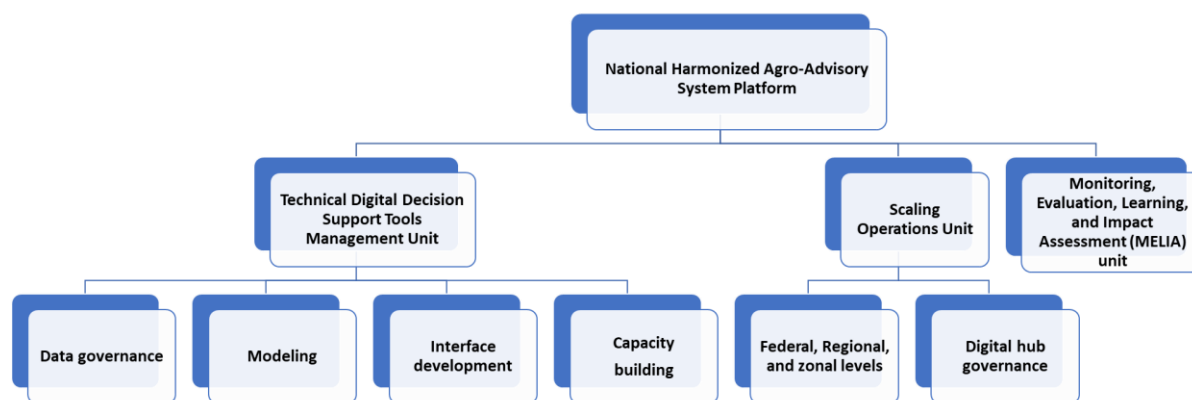 National Harmonized Agro-Advisory
System Platform
Technical Digital Decision
Support Tools
Management Unit
Scaling
Operations Unit
Monitoring,
Evaluation, Learning,
and Impact
Assessment (MELIA)
unit
Data governance
Modeling
Interface
development
Capacity
building
Federal, Regional,
and zonal levels
Digital hub
governance